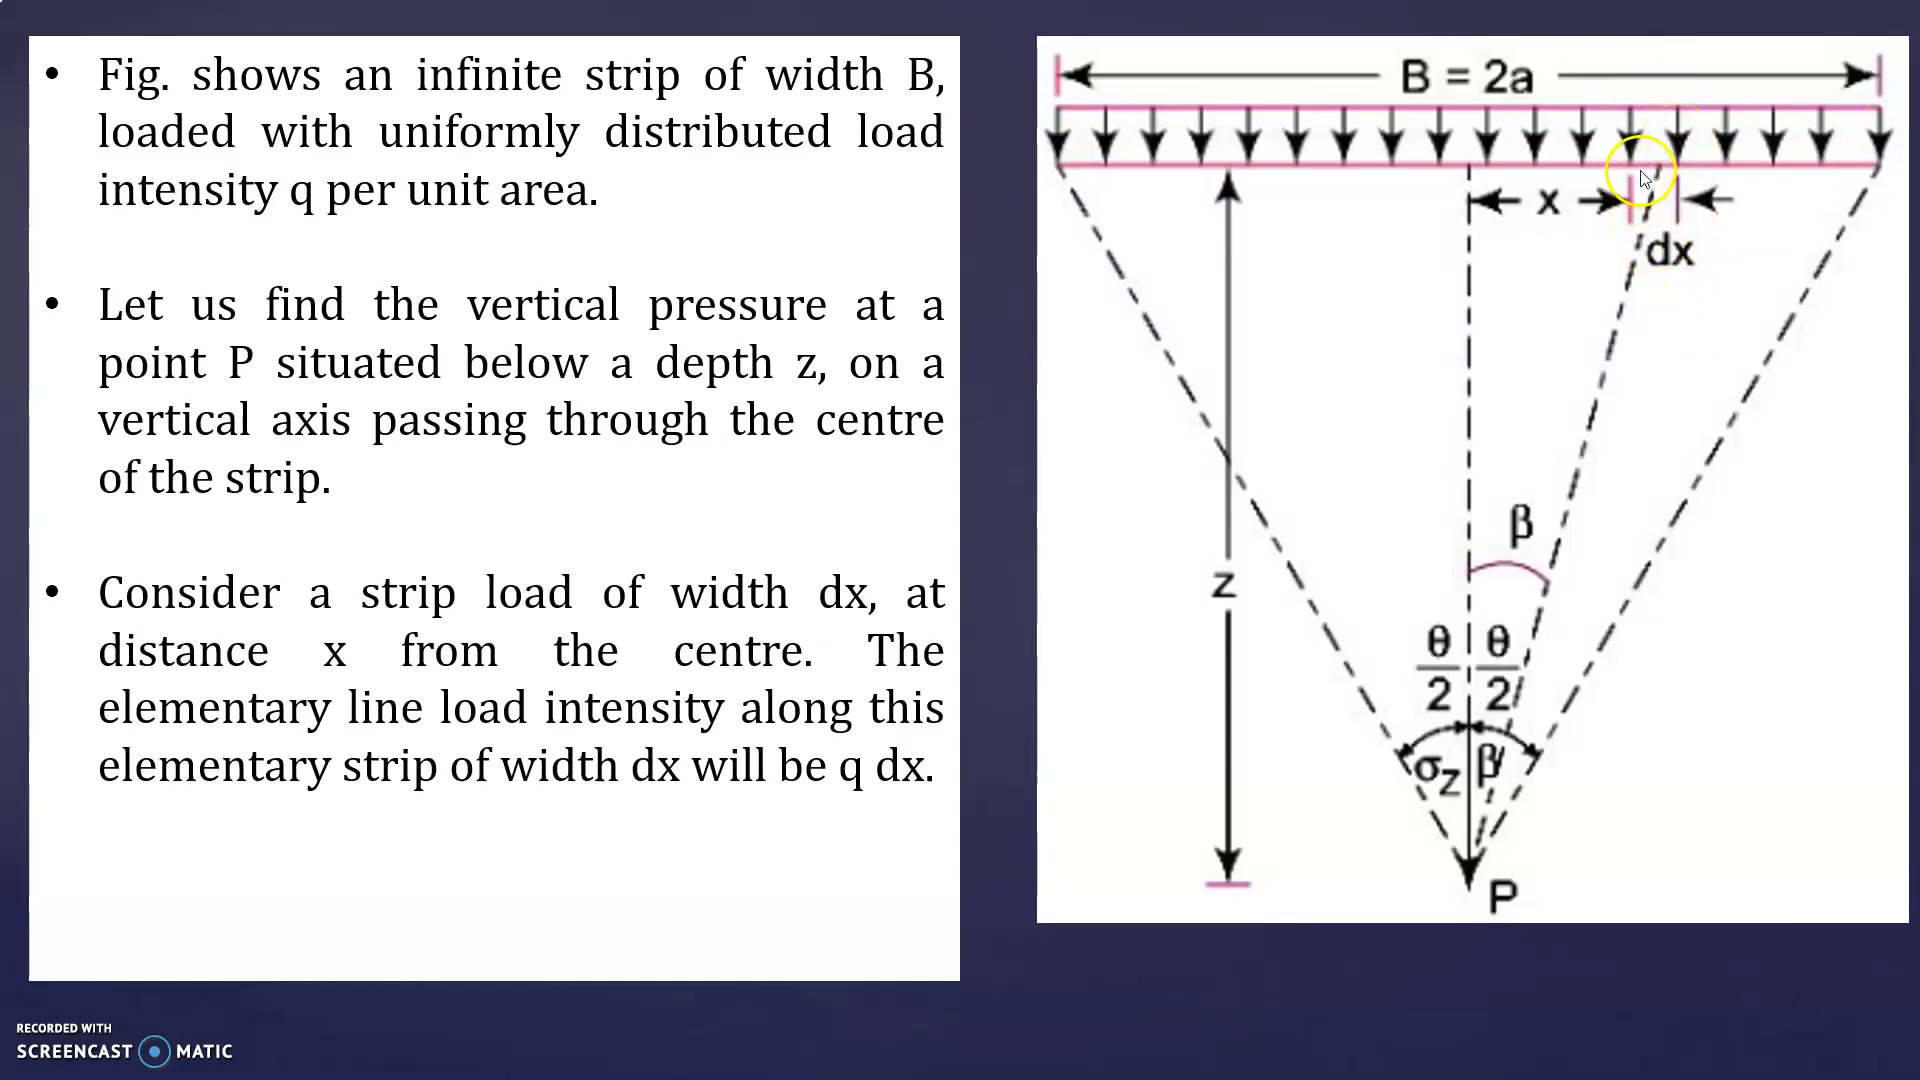 • Fig. shows an infinite strip of width B,
loaded with uniformly distributed load
intensity q per unit area.
• Let us find the vertical pressure at a
point P situated below a depth z, on a
vertical axis passing through the centre
of the strip.
• Consider a strip load of width dx, at
distance x from the centre. The
elementary line load intensity along this
elementary strip of width dx will be q dx.
B = 2a
x
dx
β
z
θ/2 θ/2
σz β
P
RECORDED WITH
SCREENCAST MATIC